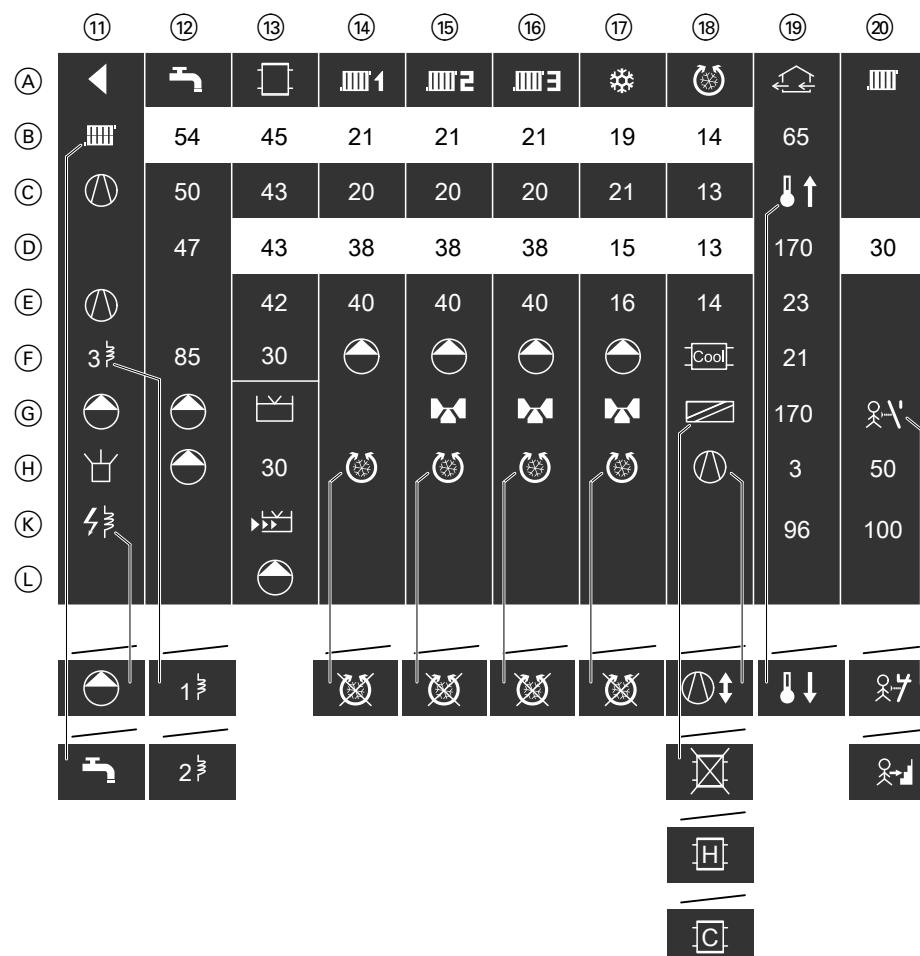 11 12 13 14 15 16 17 18 19 20
A 1 2 3
B 54 45 21 21 21 19 14 65
C 50 43 20 20 20 21 13
D 47 43 38 38 38 15 13 170 30
E 42 40 40 40 16 14 23
F 3 85 30 Cool 21
G 170
H 30 3 50
K 96 100
L
1
2
H
C